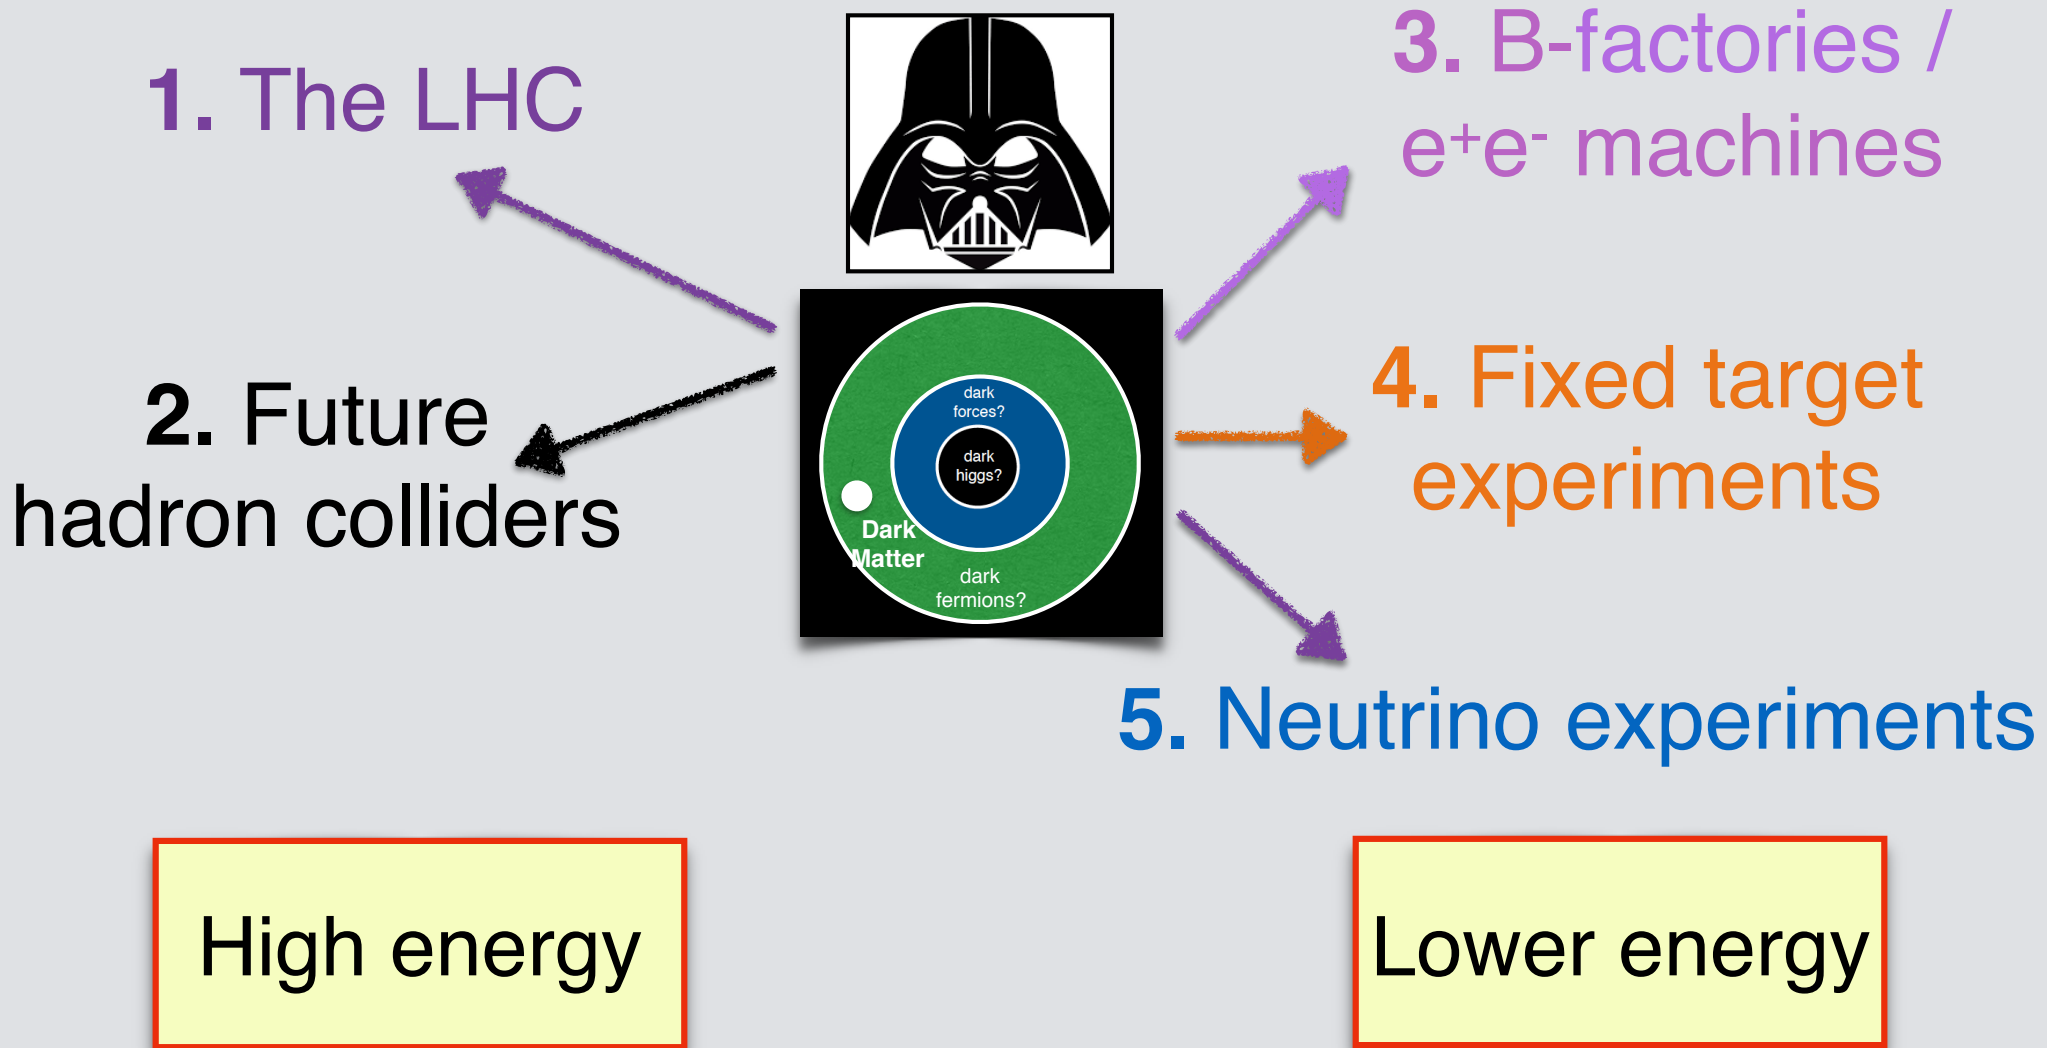 1. The LHC
2. Future
hadron colliders
dark
forces?
dark
higgs?
Dark
Matter
dark
fermions?
3. B-factories /
e⁺e⁻ machines
4. Fixed target
experiments
5. Neutrino experiments
High energy
Lower energy